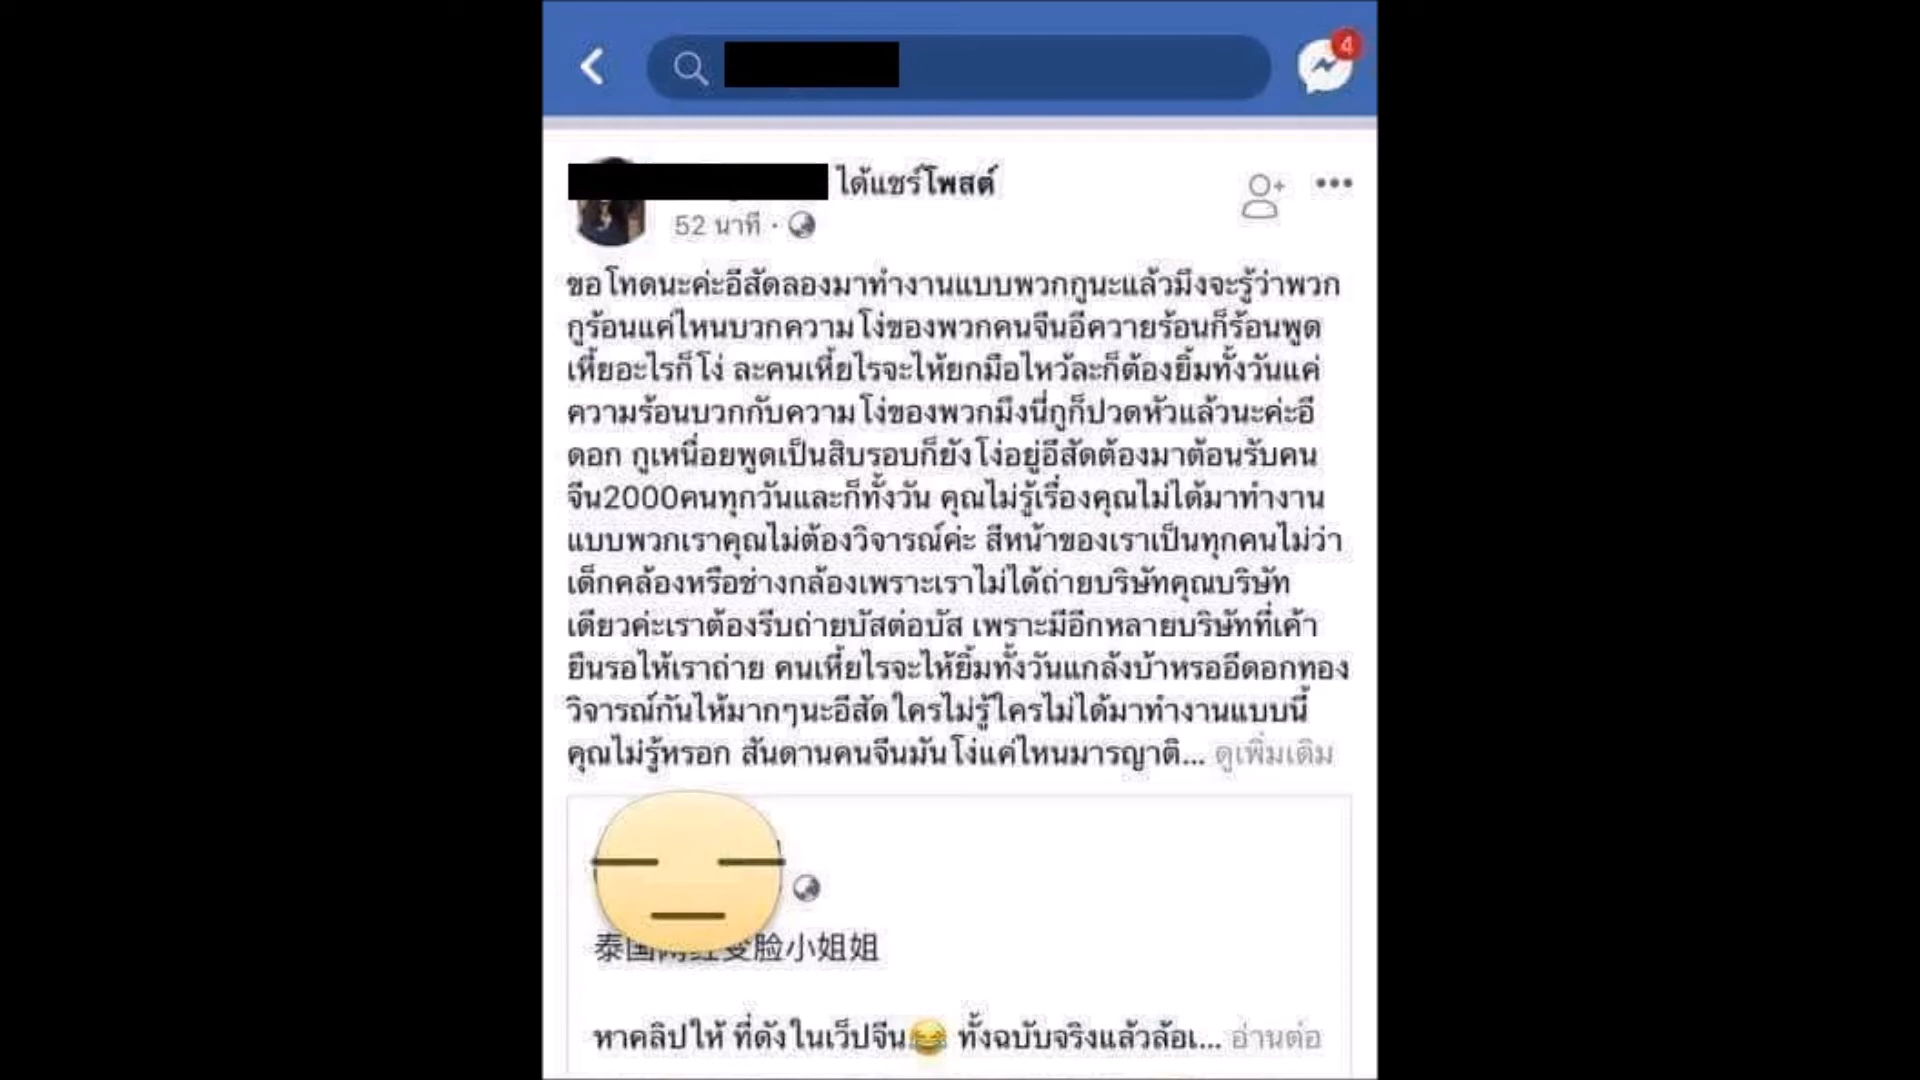 4
ได้แชร์โพสต์
52 นาที ·
ขอโทดนะค่ะอีสัดลองมาทำงานแบบพวกกูนะแล้วมึงจะรู้ว่าพวก
กูร้อนแค่ไหนบวกความโง่ของพวกคนจีนอีควายร้อนก็ร้อนพูด
เหี้ยอะไรก็โง่ ละคนเหี้ยไรจะให้ยกมือไหว้ละก็ต้องยิ้มทั้งวันแค่
ความร้อนบวกกับความโง่ของพวกมึงนี่กูก็ปวดหัวแล้วนะค่ะอี
ดอก กูเหนื่อยพูดเป็นสิบรอบก็ยังโง่อยู่อีสัดต้องมาต้อนรับคน
จีน2000คนทุกวันและก็ทั้งวัน คุณไม่รู้เรื่องคุณไม่ได้มาทำงาน
แบบพวกเราคุณไม่ต้องวิจารณ์ค่ะ สีหน้าของเราเป็นทุกคนไม่ว่า
เด็กคล้องหรือช่างกล้องเพราะเราไม่ได้ถ่ายบริษัทคุณบริษัท
เดียวค่ะเราต้องรีบถ่ายบัสต่อบัส เพราะมีอีกหลายบริษัทที่เค้า
ยืนรอให้เราถ่าย คนเหี้ยไรจะให้ยิ้มทั้งวันแกล้งบ้าหรออีดอกทอง
วิจารณ์กันให้มากๆนะอีสัดใครไม่รู้ใครไม่ได้มาทำงานแบบนี้
คุณไม่รู้หรอก สันดานคนจีนมันโง่แค่ไหนมารญาติ... ดูเพิ่มเติม
泰国网红变脸小姐姐
หาคลิปให้ ที่ดังในเว็ปจีน😂 ทั้งฉบับจริงแล้วล้อเ... อ่านต่อ